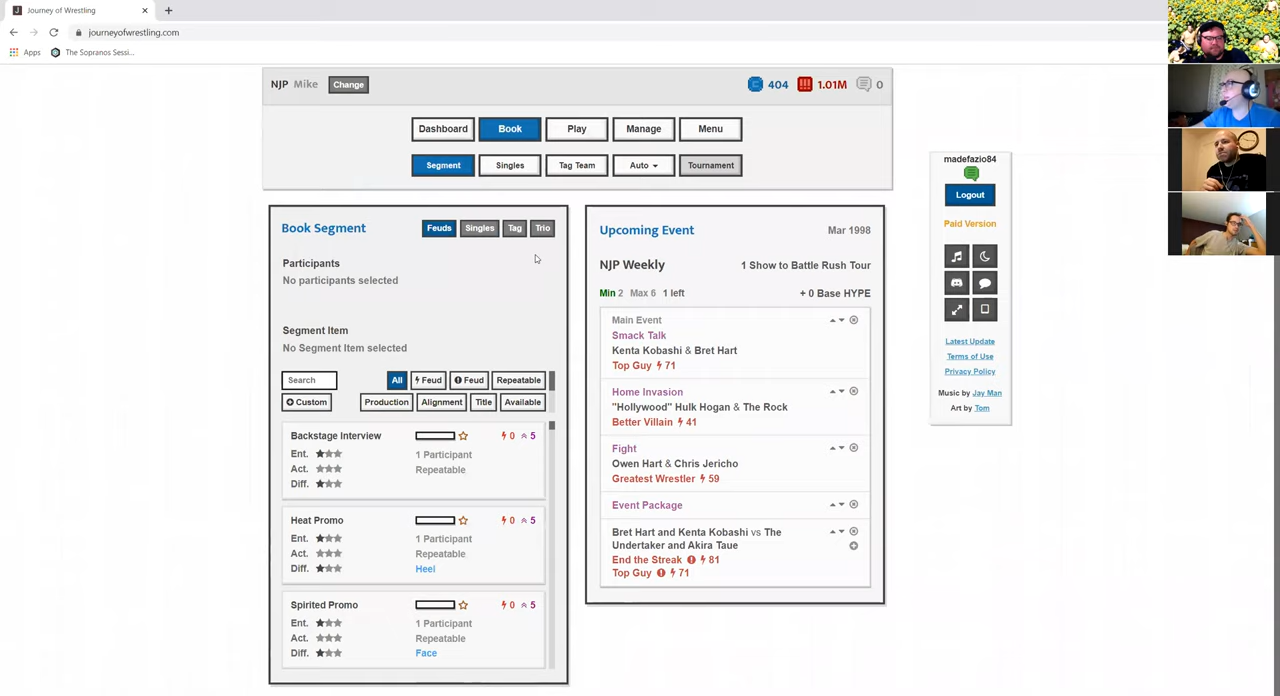 Journey of Wrestling
journeyofwrestling.com
Apps The Sopranos Sessi...
NJP Mike Change 404 1.01M 0
Dashboard Book Play Manage Menu
Segment Singles Tag Team Auto Tournament
Book Segment Feuds Singles Tag Trio
Participants
No participants selected
Segment Item
No Segment Item selected
Search All Feud Feud Repeatable
Custom Production Alignment Title Available
Backstage Interview 0 5
Ent. 1 Participant
Act. Repeatable
Diff.
Heat Promo 0 5
Ent. 1 Participant
Act. Repeatable
Diff. Heel
Spirited Promo 0 5
Ent. 1 Participant
Act. Repeatable
Diff. Face
Upcoming Event Mar 1998
NJP Weekly 1 Show to Battle Rush Tour
Min 2 Max 6 1 left + 0 Base HYPE
Main Event
Smack Talk
Kenta Kobashi & Bret Hart
Top Guy 71
Home Invasion
"Hollywood" Hulk Hogan & The Rock
Better Villain 41
Fight
Owen Hart & Chris Jericho
Greatest Wrestler 59
Event Package
Bret Hart and Kenta Kobashi vs The
Undertaker and Akira Taue
End the Streak 81
Top Guy 71
madefazio84
Logout
Paid Version
Latest Update
Terms of Use
Privacy Policy
Music by Jay Man
Art by Tom